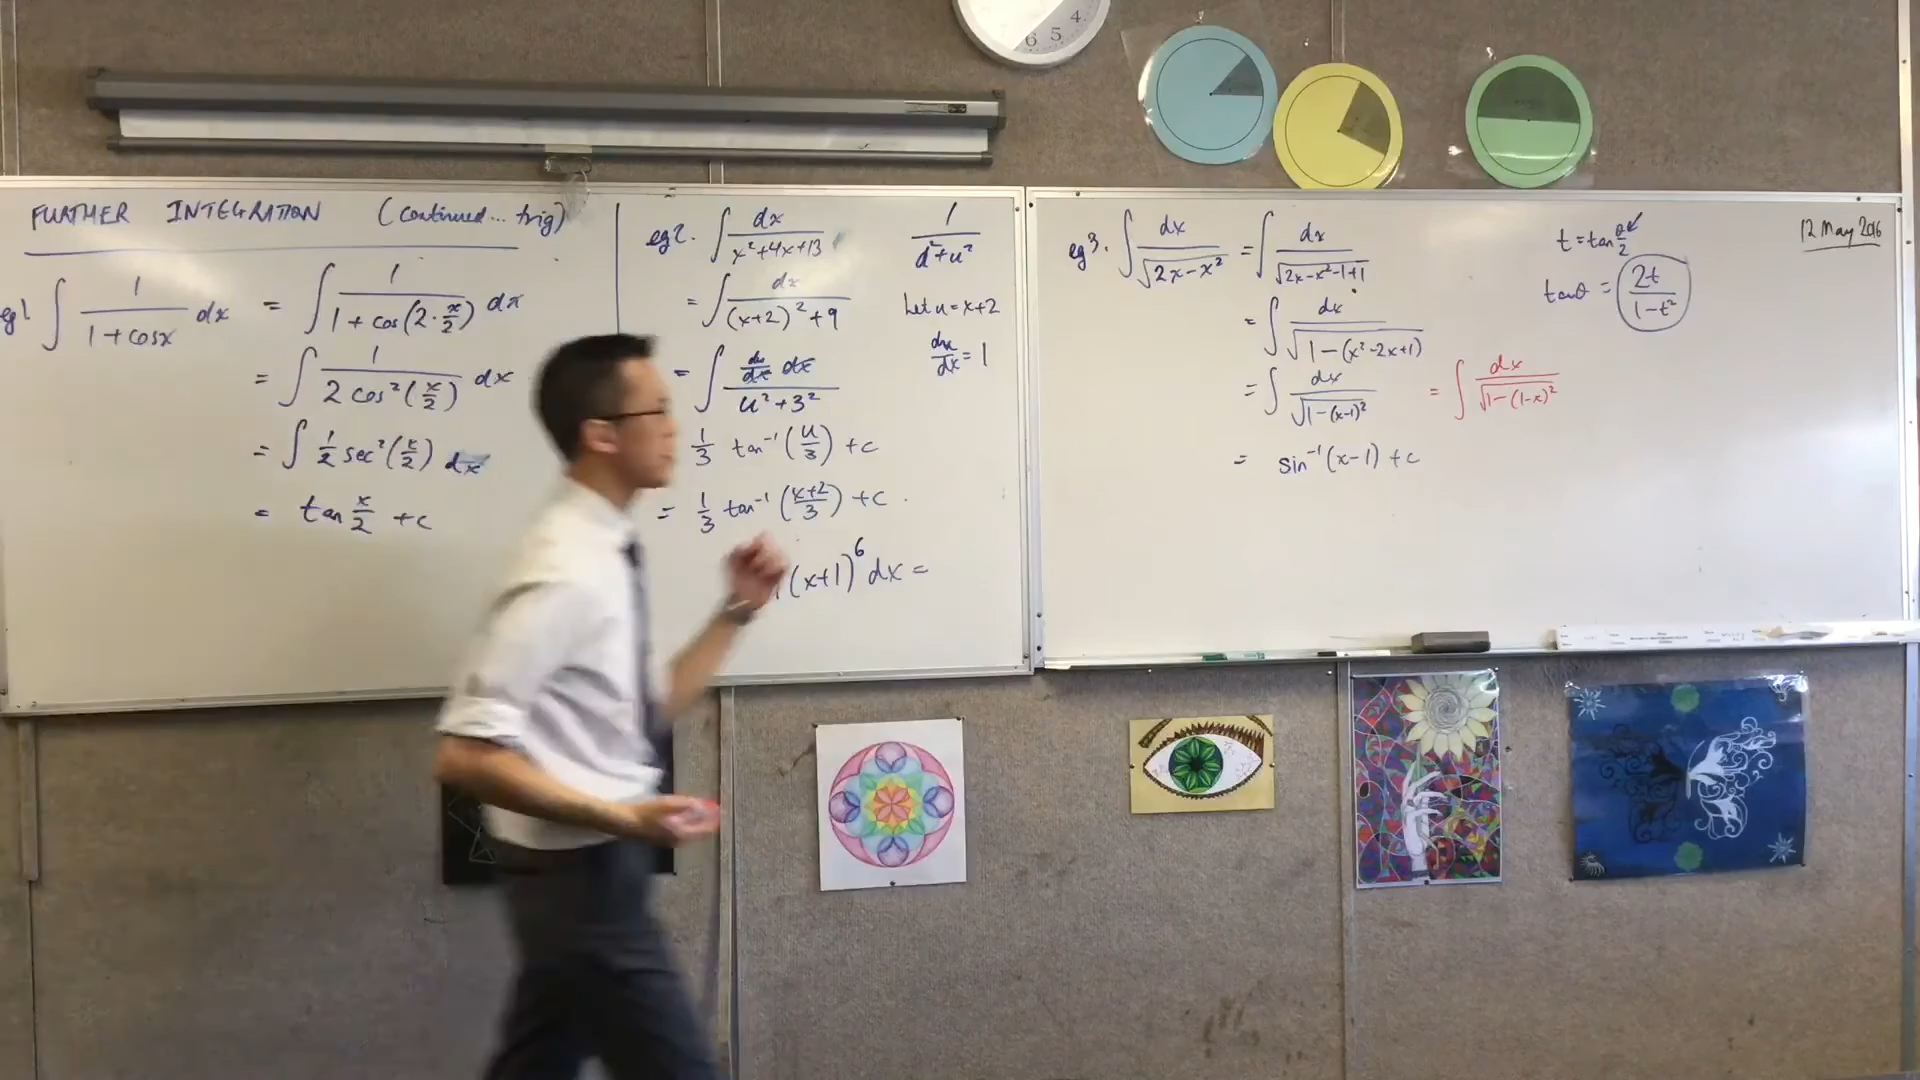 FURTHER INTEGRATION (continued... trig)
eg1 ∫ 1/(1+cosx) dx = ∫ 1/(1+cos(2·x/2)) dx
= ∫ 1/(2cos²(x/2)) dx
= ∫ 1/2 sec²(x/2) dx
= tan x/2 + c
eg2. ∫ dx/(x²+4x+13)
= ∫ dx/((x+2)²+9)
= ∫ (du/dx dx)/(u²+3²)
1/3 tan⁻¹(u/3) + c
= 1/3 tan⁻¹((x+2)/3) + c
(x+1)⁶ dx =
1/(a²+u²)
Let u = x+2
du/dx = 1
eg3. ∫ dx/√(2x-x²) = ∫ dx/√(2x-x²-1+1)
= ∫ dx/√(1-(x²-2x+1))
= ∫ dx/√(1-(x-1)²) = ∫ dx/√(1-(1-x)²)
= sin⁻¹(x-1) + c
tanθ = 2t/(1-t²)
12 May 2016
6 5 4